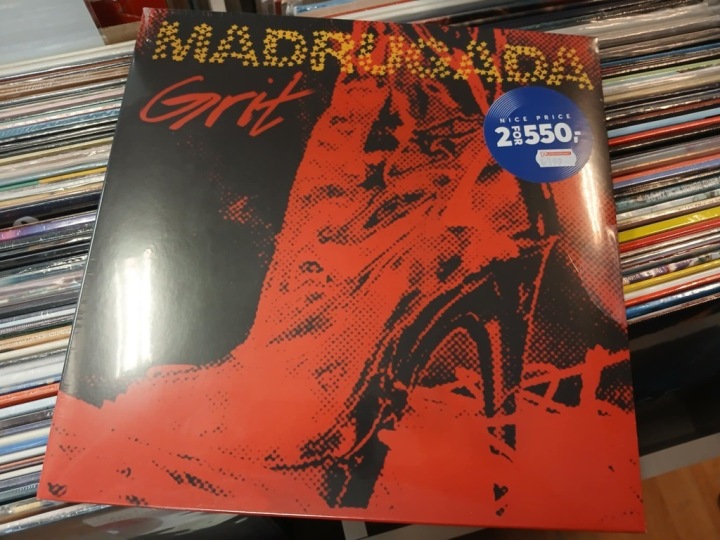 MADRUGADA
Grit
NICE PRICE
2 FOR 550,-